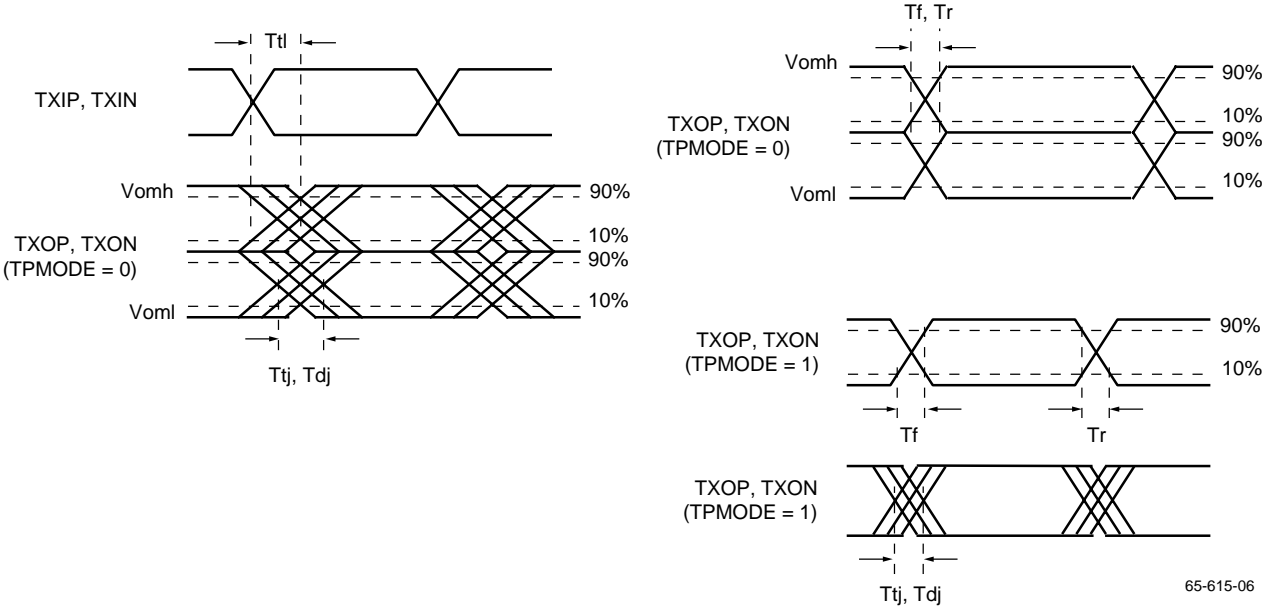 Ttl
TXIP, TXIN
Vomh
90%
10%
TXOP, TXON
(TPMODE = 0)
90%
10%
Voml
Ttj, Tdj
Tf, Tr
Vomh
90%
10%
TXOP, TXON
(TPMODE = 0)
90%
10%
Voml
TXOP, TXON
(TPMODE = 1)
90%
10%
Tf
Tr
TXOP, TXON
(TPMODE = 1)
Ttj, Tdj
65-615-06